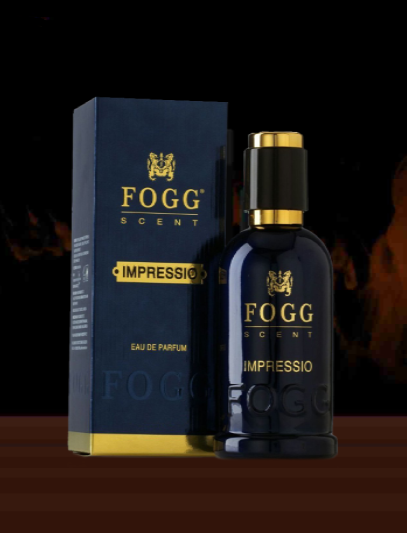 FOGG®
SCENT
IMPRESSIO
EAU DE PARFUM
FOGG
FOGG
SCENT
IMPRESSIO
FOGG